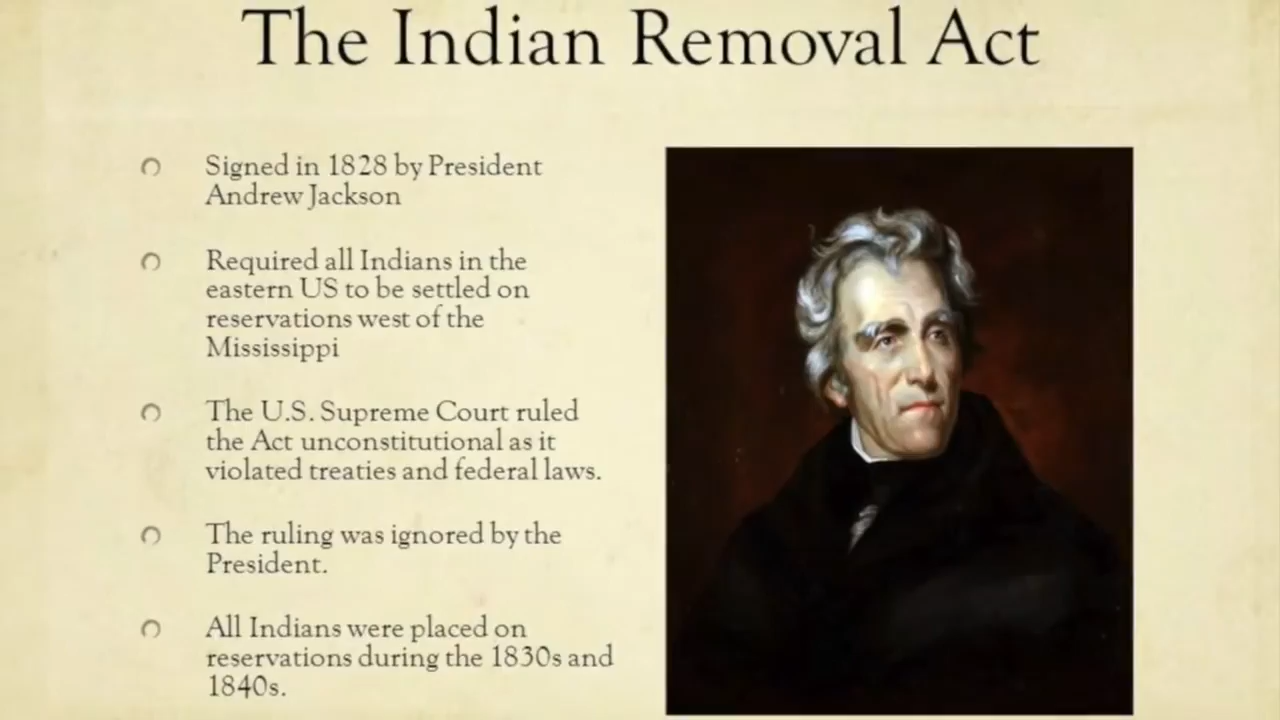 The Indian Removal Act
Signed in 1828 by President
Andrew Jackson
Required all Indians in the
eastern US to be settled on
reservations west of the
Mississippi
The U.S. Supreme Court ruled
the Act unconstitutional as it
violated treaties and federal laws.
The ruling was ignored by the
President.
All Indians were placed on
reservations during the 1830s and
1840s.